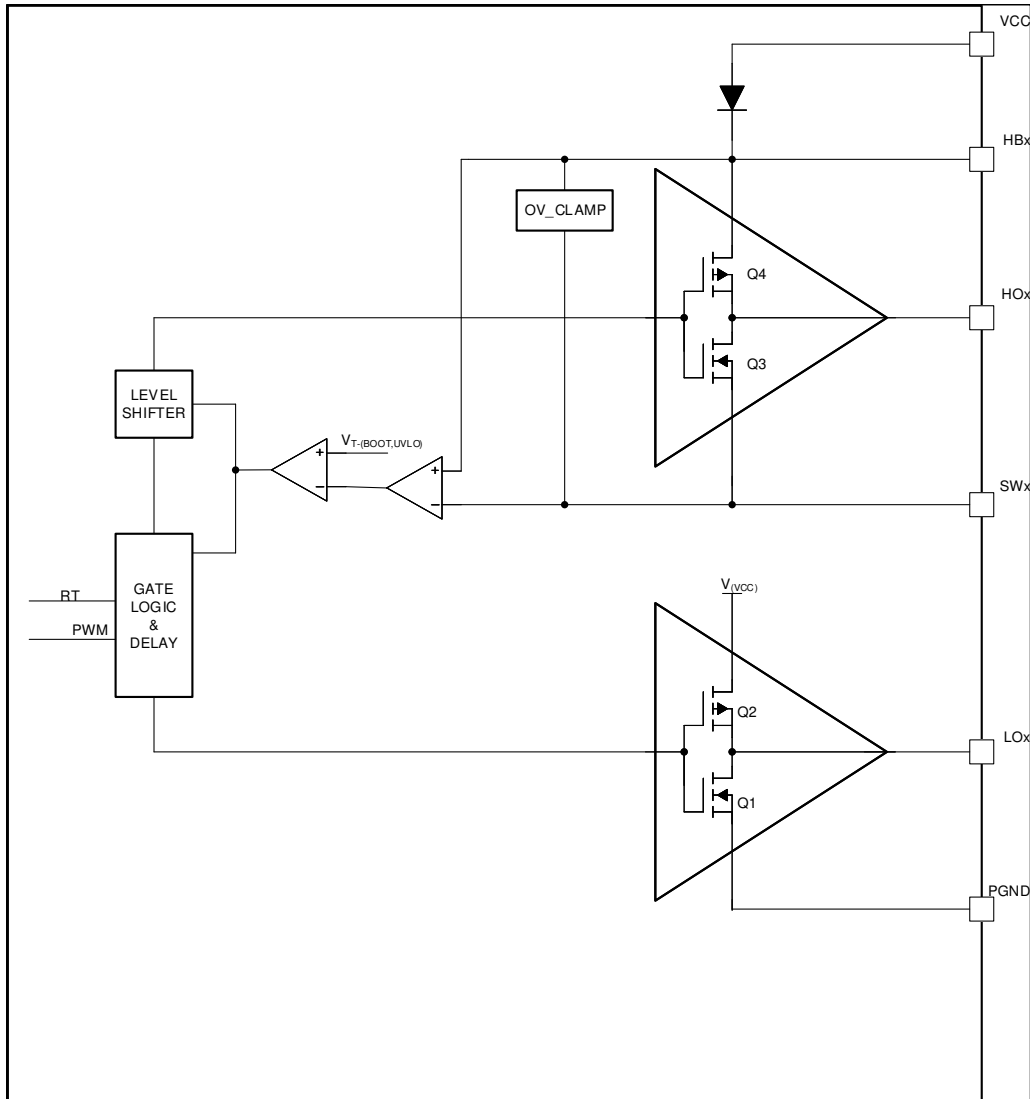 VCC
HBx
OV_CLAMP
Q4
HOx
Q3
LEVEL
SHIFTER
VT-(BOOT,UVLO)
+
−
+
−
SWx
GATE
LOGIC
&
DELAY
RT
PWM
V(VCC)
Q2
LOx
Q1
PGND